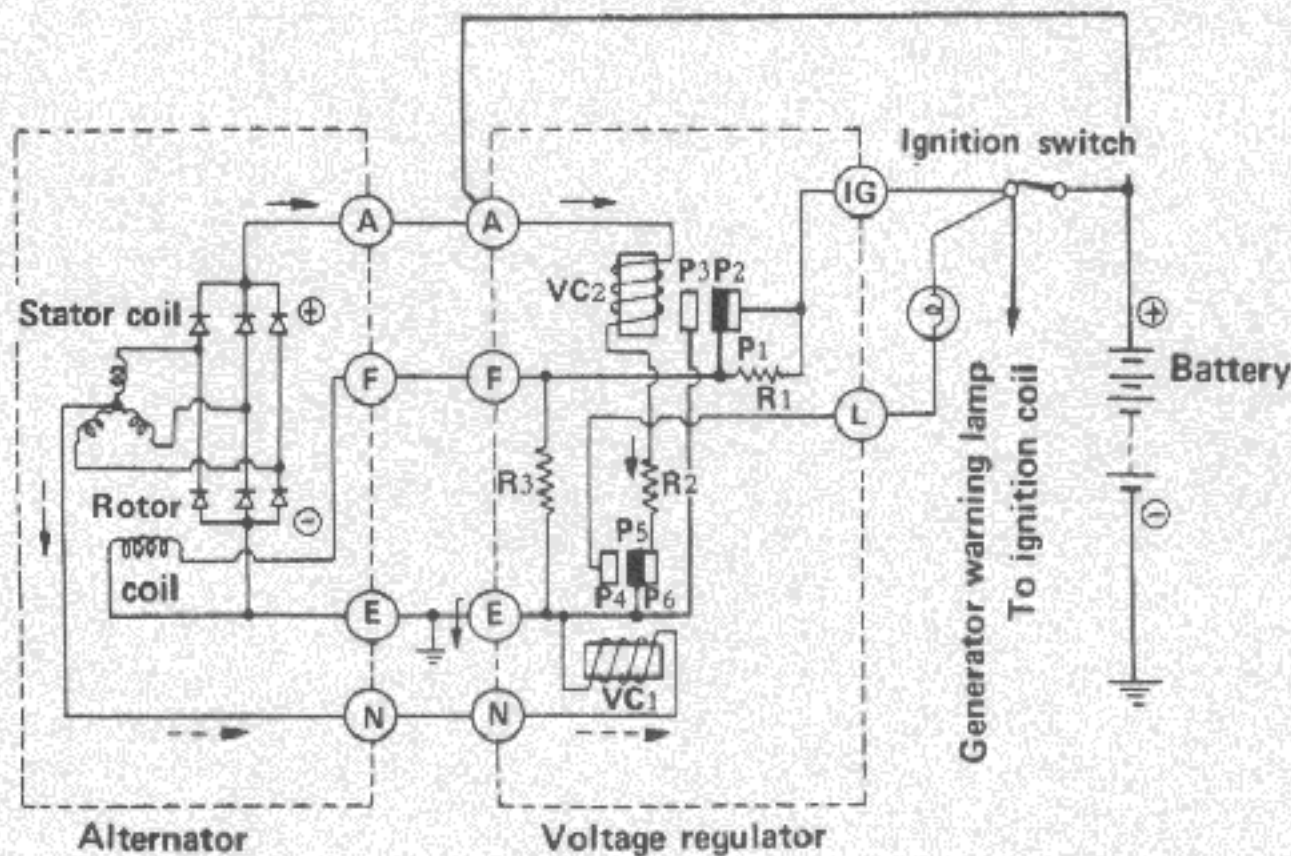 Ignition switch
IG
A
A
VC2
P3
P2
Stator coil
+
+
F
F
P1
R1
Battery
L
R3
R2
Rotor
coil
-
-
P5
P4
P6
E
E
VC1
N
N
Generator warning lamp
To ignition coil
Alternator
Voltage regulator